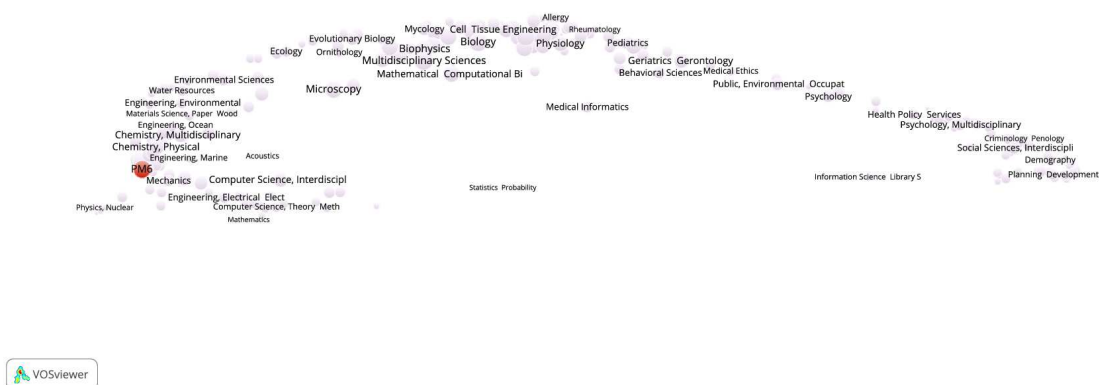 Allergy
Mycology Cell Tissue Engineering Rheumatology
Evolutionary Biology Biology Physiology Pediatrics
Ecology Ornithology Biophysics
Multidisciplinary Sciences Geriatrics Gerontology
Mathematical Computational Bi Behavioral Sciences Medical Ethics
Environmental Sciences Public, Environmental Occupat
Water Resources Microscopy Psychology
Engineering, Environmental Medical Informatics
Materials Science, Paper Wood Health Policy Services
Engineering, Ocean Psychology, Multidisciplinary
Chemistry, Multidisciplinary Criminology Penology
Chemistry, Physical Social Sciences, Interdiscipli
Engineering, Marine Acoustics Demography
PM6
Mechanics Computer Science, Interdiscipl Information Science Library S Planning Development
Statistics Probability
Engineering, Electrical Elect
Physics, Nuclear Computer Science, Theory Meth
Mathematics
VOSviewer